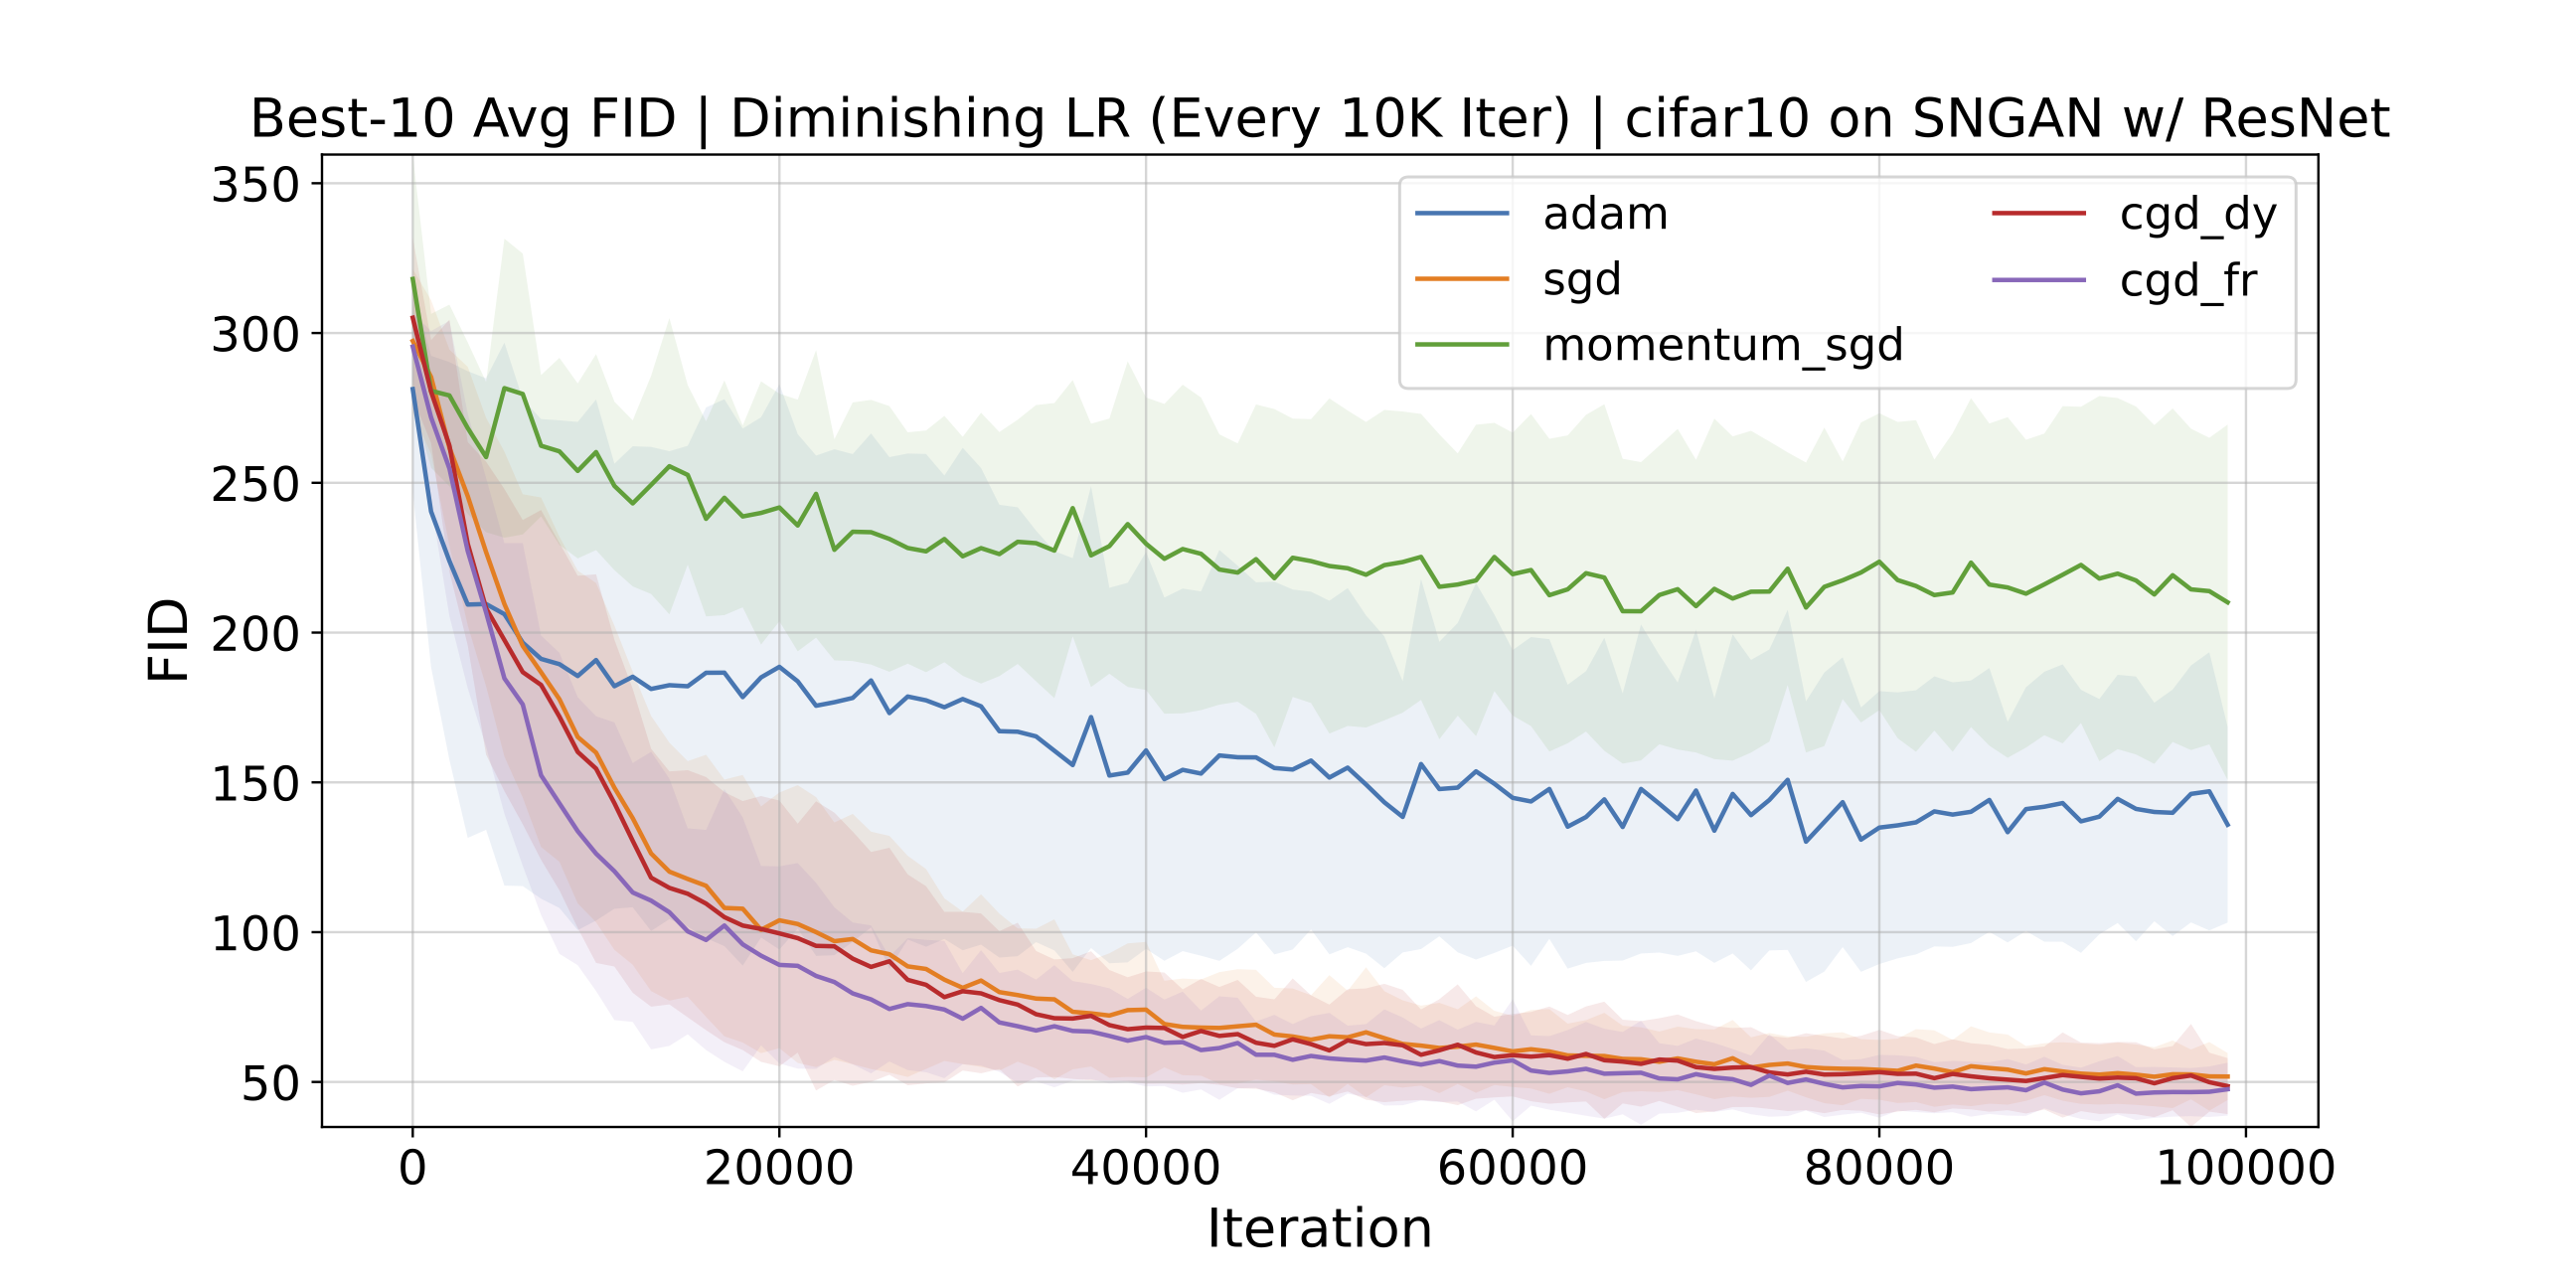 Best-10 Avg FID | Diminishing LR (Every 10K Iter) | cifar10 on SNGAN w/ ResNet
350
300
250
200
150
100
50
FID
adam
sgd
momentum_sgd
cgd_dy
cgd_fr
0
20000
40000
60000
80000
100000
Iteration